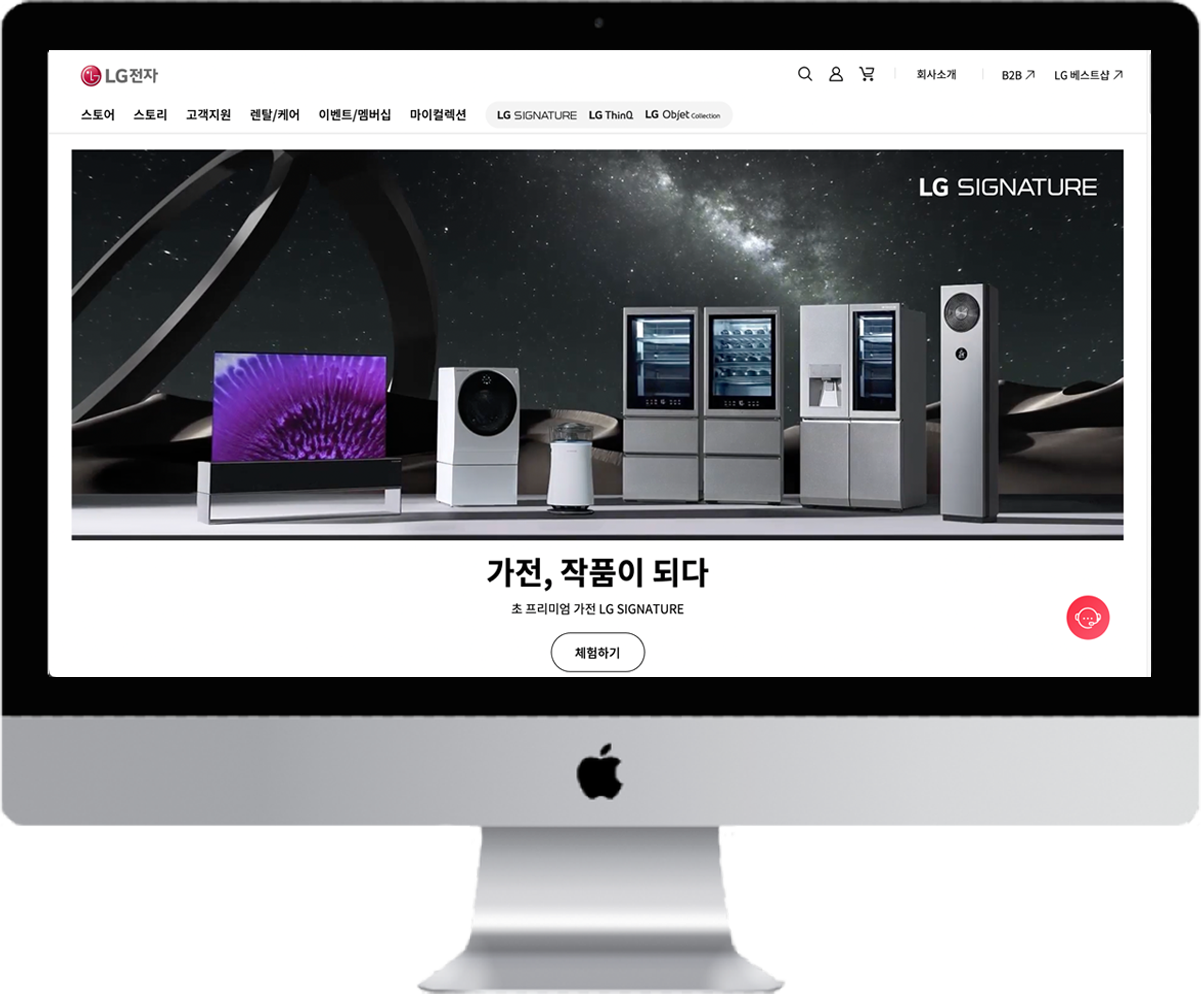 LG전자
회사소개
B2B
LG 베스트샵
스토어 스토리 고객지원 렌탈/케어 이벤트/멤버십 마이컬렉션 LG SIGNATURE LG ThinQ LG Objet Collection
LG SIGNATURE
가전, 작품이 되다
초 프리미엄 가전 LG SIGNATURE
체험하기